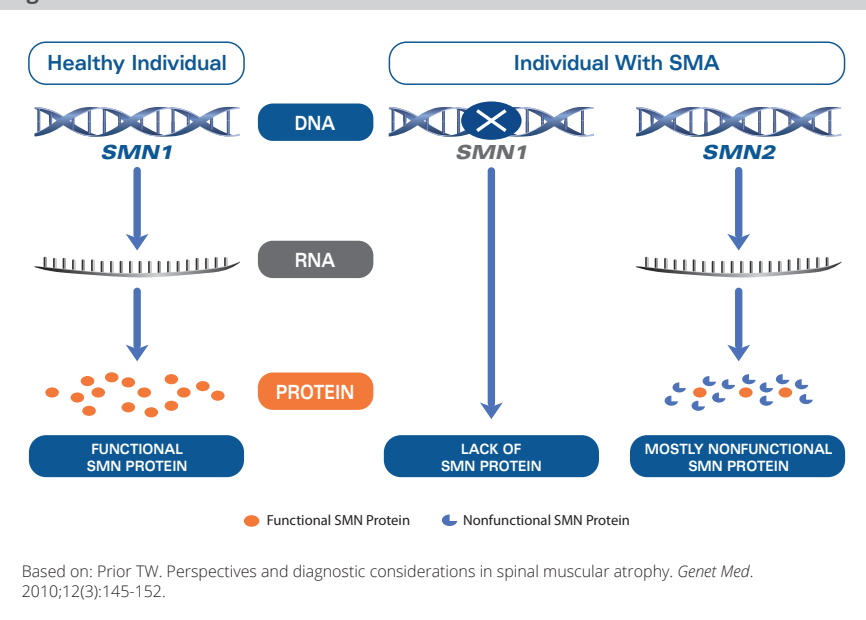 Healthy Individual
Individual With SMA
DNA
SMN1
SMN1
SMN2
RNA
PROTEIN
FUNCTIONAL
SMN PROTEIN
LACK OF
SMN PROTEIN
MOSTLY NONFUNCTIONAL
SMN PROTEIN
Functional SMN Protein
Nonfunctional SMN Protein
Based on: Prior TW. Perspectives and diagnostic considerations in spinal muscular atrophy. Genet Med.
2010;12(3):145-152.